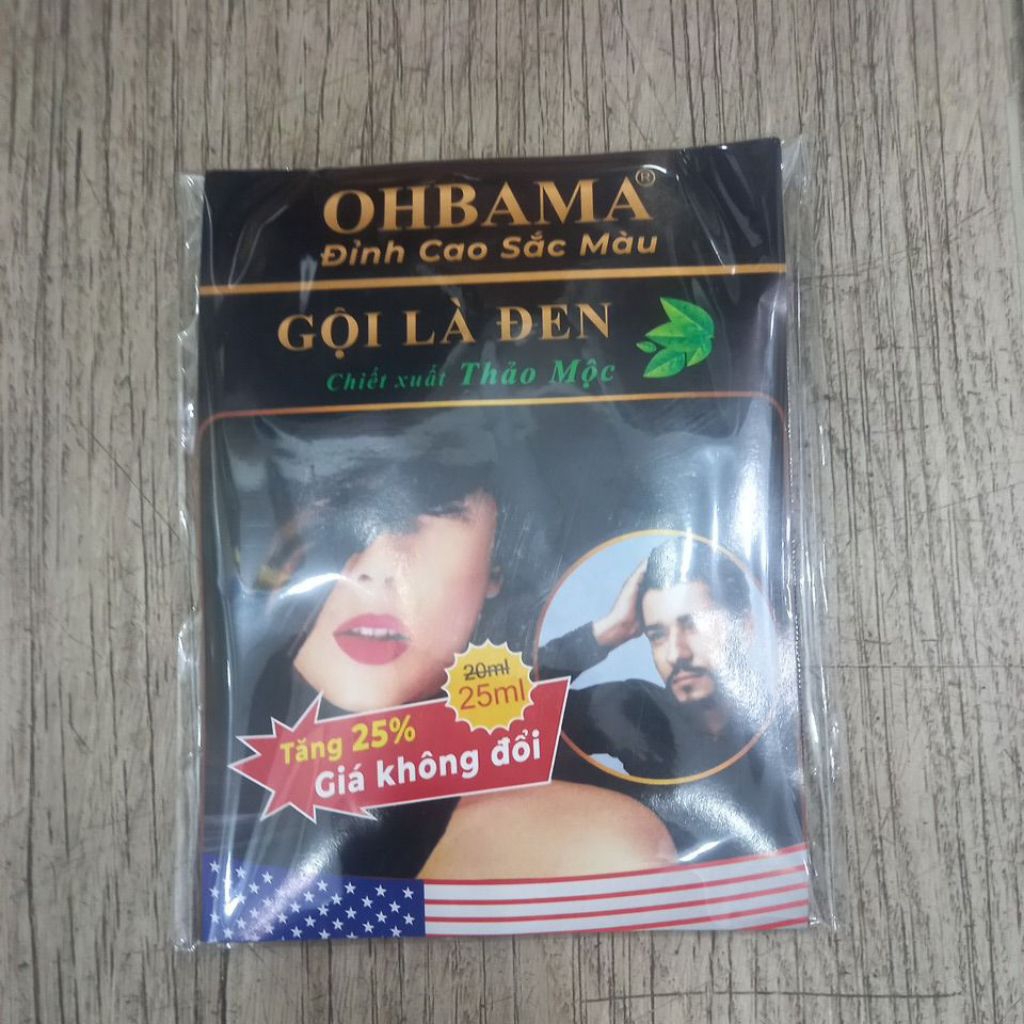 OHBAMA®
Đỉnh Cao Sắc Màu
GỘI LÀ ĐEN
Chiết xuất Thảo Mộc
20ml
25ml
Tăng 25%
Giá không đổi